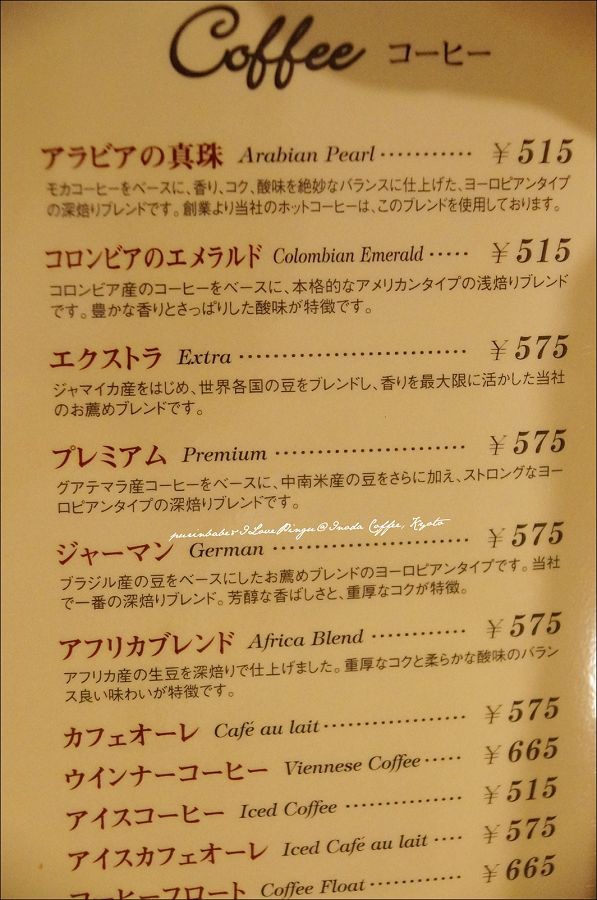 Coffee コーヒー
アラビアの真珠 Arabian Pearl ··········· ¥515
モカコーヒーをベースに、香り、コク、酸味を絶妙なバランスに仕上げた、ヨーロピアンタイプ
の深焙りブレンドです。創業より当社のホットコーヒーは、このブレンドを使用しております。
コロンビアのエメラルド Colombian Emerald ····· ¥515
コロンビア産のコーヒーをベースに、本格的なアメリカンタイプの浅焙りブレンド
です。豊かな香りとさっぱりした酸味が特徴です。
エクストラ Extra ··························· ¥575
ジャマイカ産をはじめ、世界各国の豆をブレンドし、香りを最大限に活かした当社
のお薦めブレンドです。
プレミアム Premium ······················ ¥575
グアテマラ産コーヒーをベースに、中南米産の豆をさらに加え、ストロングなヨー
ロピアンタイプの深焙りブレンドです。
purinbaby & I Love Pingu @ Inoda Coffee, Kyoto
ジャーマン German ······················ ¥575
ブラジル産の豆をベースにしたお薦めブレンドのヨーロピアンタイプです。当社
で一番の深焙りブレンド。芳醇な香ばしさと、重厚なコクが特徴。
アフリカブレンド Africa Blend ············ ¥575
アフリカ産の生豆を深焙りで仕上げました。重厚なコクと柔らかな酸味のバラン
ス良い味わいが特徴です。
カフェオーレ Café au lait ················· ¥575
ウインナーコーヒー Viennese Coffee ····· ¥665
アイスコーヒー Iced Coffee ·············· ¥515
アイスカフェオーレ Iced Café au lait ···· ¥575
コーヒーフロート Coffee Float ··········· ¥665